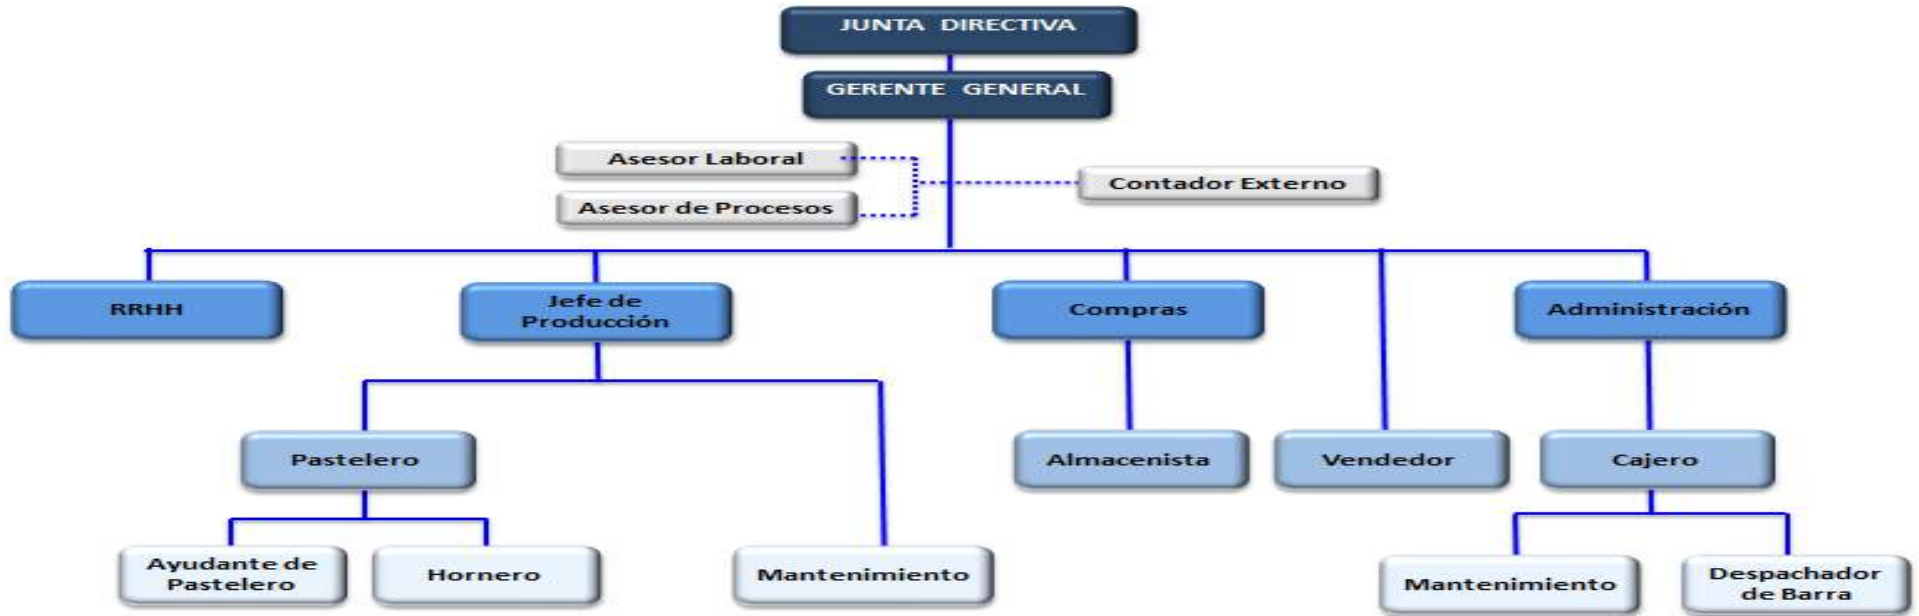 JUNTA DIRECTIVA
GERENTE GENERAL
Asesor Laboral
Asesor de Procesos
Contador Externo
RRHH
Jefe de
Producción
Compras
Administración
Pastelero
Almacenista
Vendedor
Cajero
Ayudante de
Pastelero
Hornero
Mantenimiento
Mantenimiento
Despachador
de Barra